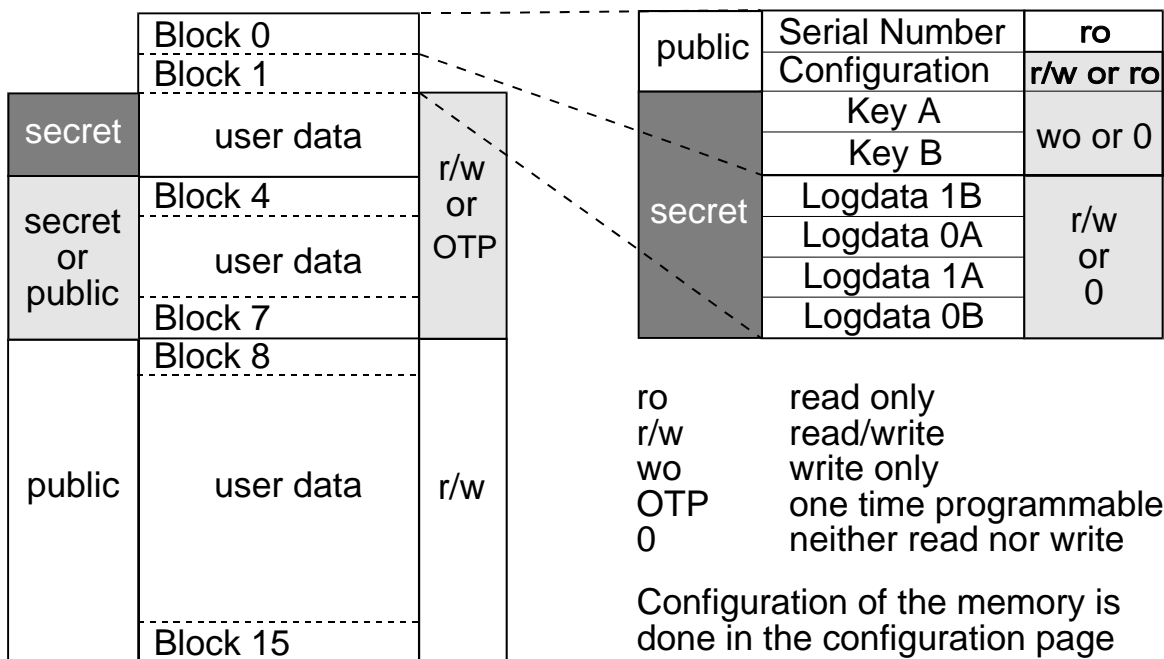 Block 0
Block 1
secret
user data
r/w
or
OTP
Block 4
secret
or
public
user data
Block 7
Block 8
public
user data
r/w
Block 15
public
Serial Number
ro
Configuration
r/w or ro
secret
Key A
Key B
wo or 0
Logdata 1B
Logdata 0A
Logdata 1A
Logdata 0B
r/w
or
0
ro read only
r/w read/write
wo write only
OTP one time programmable
0 neither read nor write
Configuration of the memory is
done in the configuration page